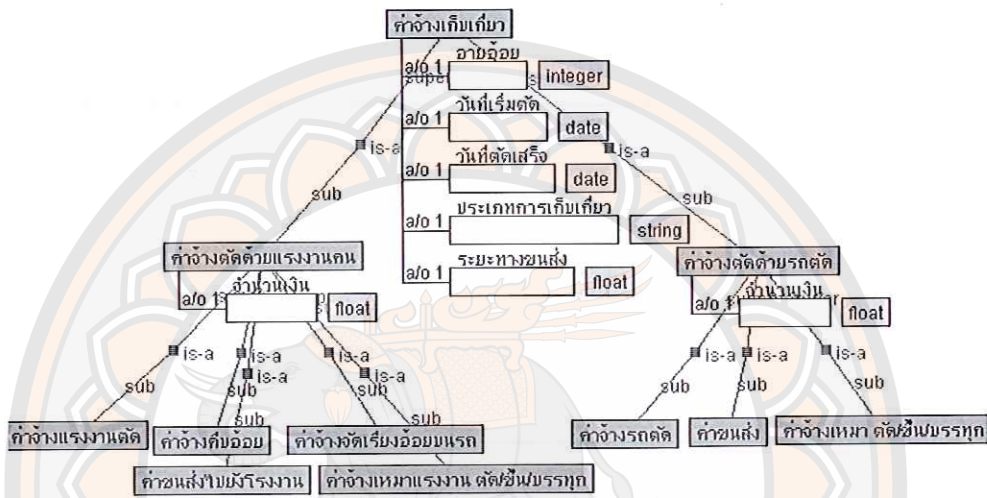 ค่าจ้างเก็บเกี่ยว
อายุอ้อย
a/o 1 integer
วันที่เริ่มตัด
a/o 1 date
is-a is-a
วันที่ตัดเสร็จ
a/o 1 date
sub sub
ประเภทการเก็บเกี่ยว
a/o 1 string
ค่าจ้างตัดด้วยแรงงานคน ระยะทางขนส่ง ค่าจ้างตัดด้วยรถตัด
a/o 1 float
จำนวนเงิน จำนวนเงิน
a/o 1 float a/o 1 float
is-a is-a is-a is-a is-a is-a
is-a is-a
sub sub sub sub sub sub
sub sub
ค่าจ้างแรงงานตัด ค่าจ้างคีบอ้อย ค่าจ้างจัดเรียงอ้อยบนรถ ค่าจ้างรถตัด ค่าขนส่ง ค่าจ้างเหมา ตัด/ขึ้น/บรรทุก
ค่าขนส่งไปยังโรงงาน ค่าจ้างเหมาแรงงาน ตัด/ขึ้น/บรรทุก